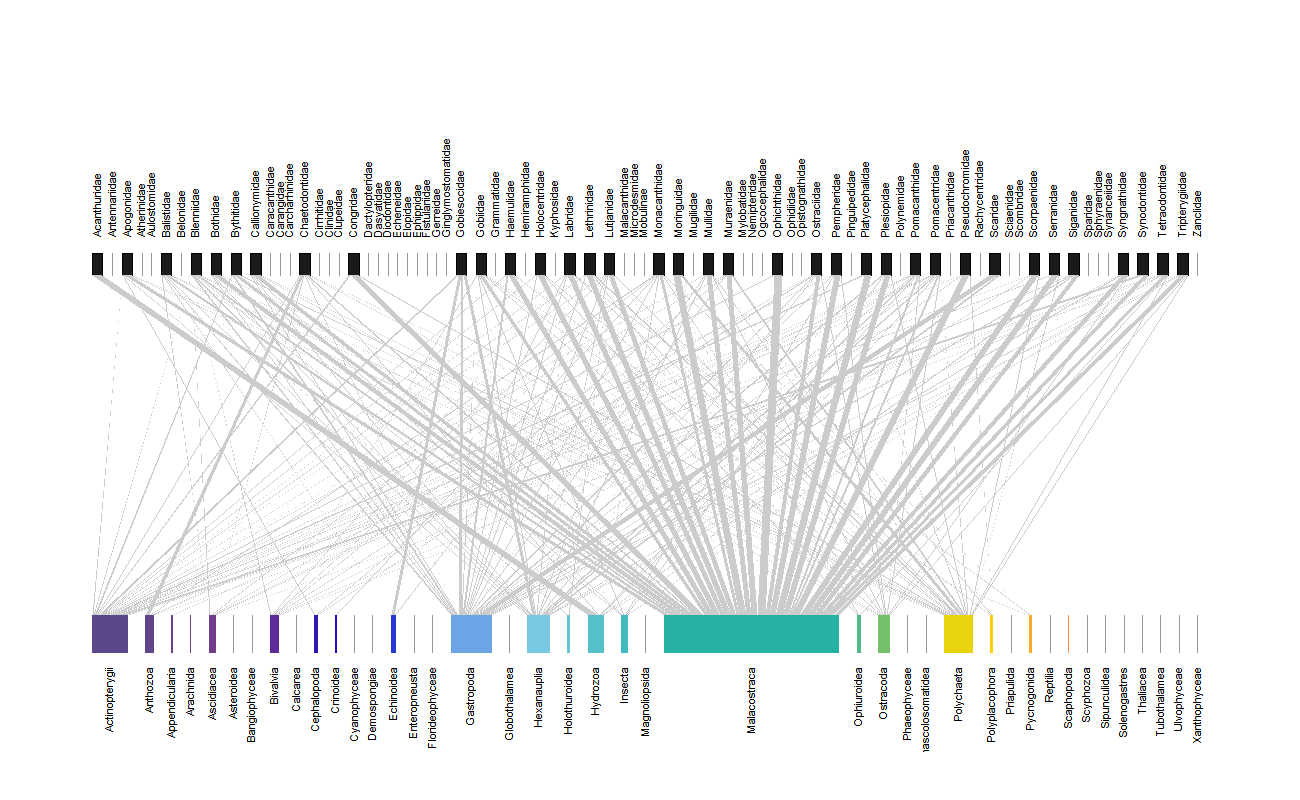 Acanthuridae
Antennariidae
Apogonidae
Atherinidae
Aulostomidae
Balistidae
Belonidae
Blenniidae
Bothidae
Bythitidae
Callionymidae
Caracanthidae
Carangidae
Carcharhinidae
Chaetodontidae
Cirrhitidae
Clinidae
Clupeidae
Congridae
Dactylopteridae
Dasyatidae
Diodontidae
Echeneidae
Elopidae
Ephippidae
Fistulariidae
Gerreidae
Ginglymostomatidae
Gobiesocidae
Gobiidae
Grammatidae
Haemulidae
Hemiramphidae
Holocentridae
Kyphosidae
Labridae
Lethrinidae
Lutjanidae
Malacanthidae
Microdesmidae
Mobulinae
Monacanthidae
Moringuidae
Mugilidae
Mullidae
Muraenidae
Myliobatidae
Nemipteridae
Ogcocephalidae
Ophichthidae
Ophidiidae
Opistognathidae
Ostraciidae
Pempheridae
Pinguipedidae
Platycephalidae
Plesiopidae
Polynemidae
Pomacanthidae
Pomacentridae
Priacanthidae
Pseudochromidae
Rachycentridae
Scaridae
Sciaenidae
Scombridae
Scorpaenidae
Serranidae
Siganidae
Sparidae
Sphyraenidae
Synanceiidae
Syngnathidae
Synodontidae
Tetraodontidae
Tripterygiidae
Zanclidae
Actinopterygii
Anthozoa
Appendicularia
Arachnida
Ascidiacea
Asteroidea
Bangiophyceae
Bivalvia
Calcarea
Cephalopoda
Crinoidea
Cyanophyceae
Demospongiae
Echinoidea
Enteropneusta
Florideophyceae
Gastropoda
Globothalamea
Hexanauplia
Holothuroidea
Hydrozoa
Insecta
Magnoliopsida
Malacostraca
Ophiuroidea
Ostracoda
Phaeophyceae
nascolosomatidea
Polychaeta
Polyplacophora
Priapulida
Pycnogonida
Reptilia
Scaphopoda
Scyphozoa
Sipunculidea
Solenogastres
Thaliacea
Tubothalamea
Ulvophyceae
Xanthophyceae